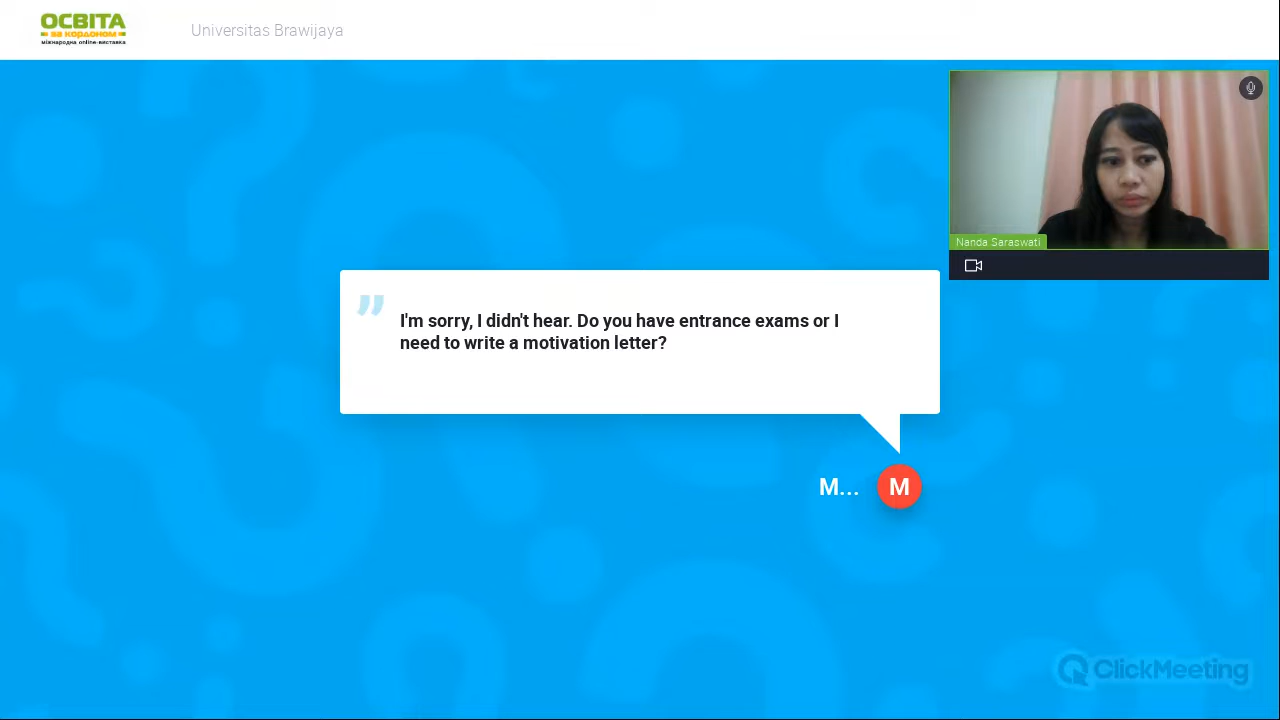 ОСВІТА
за кордоном
міжнародна online-виставка
Universitas Brawijaya
Nanda Saraswati
I'm sorry, I didn't hear. Do you have entrance exams or I
need to write a motivation letter?
M... M
ClickMeeting